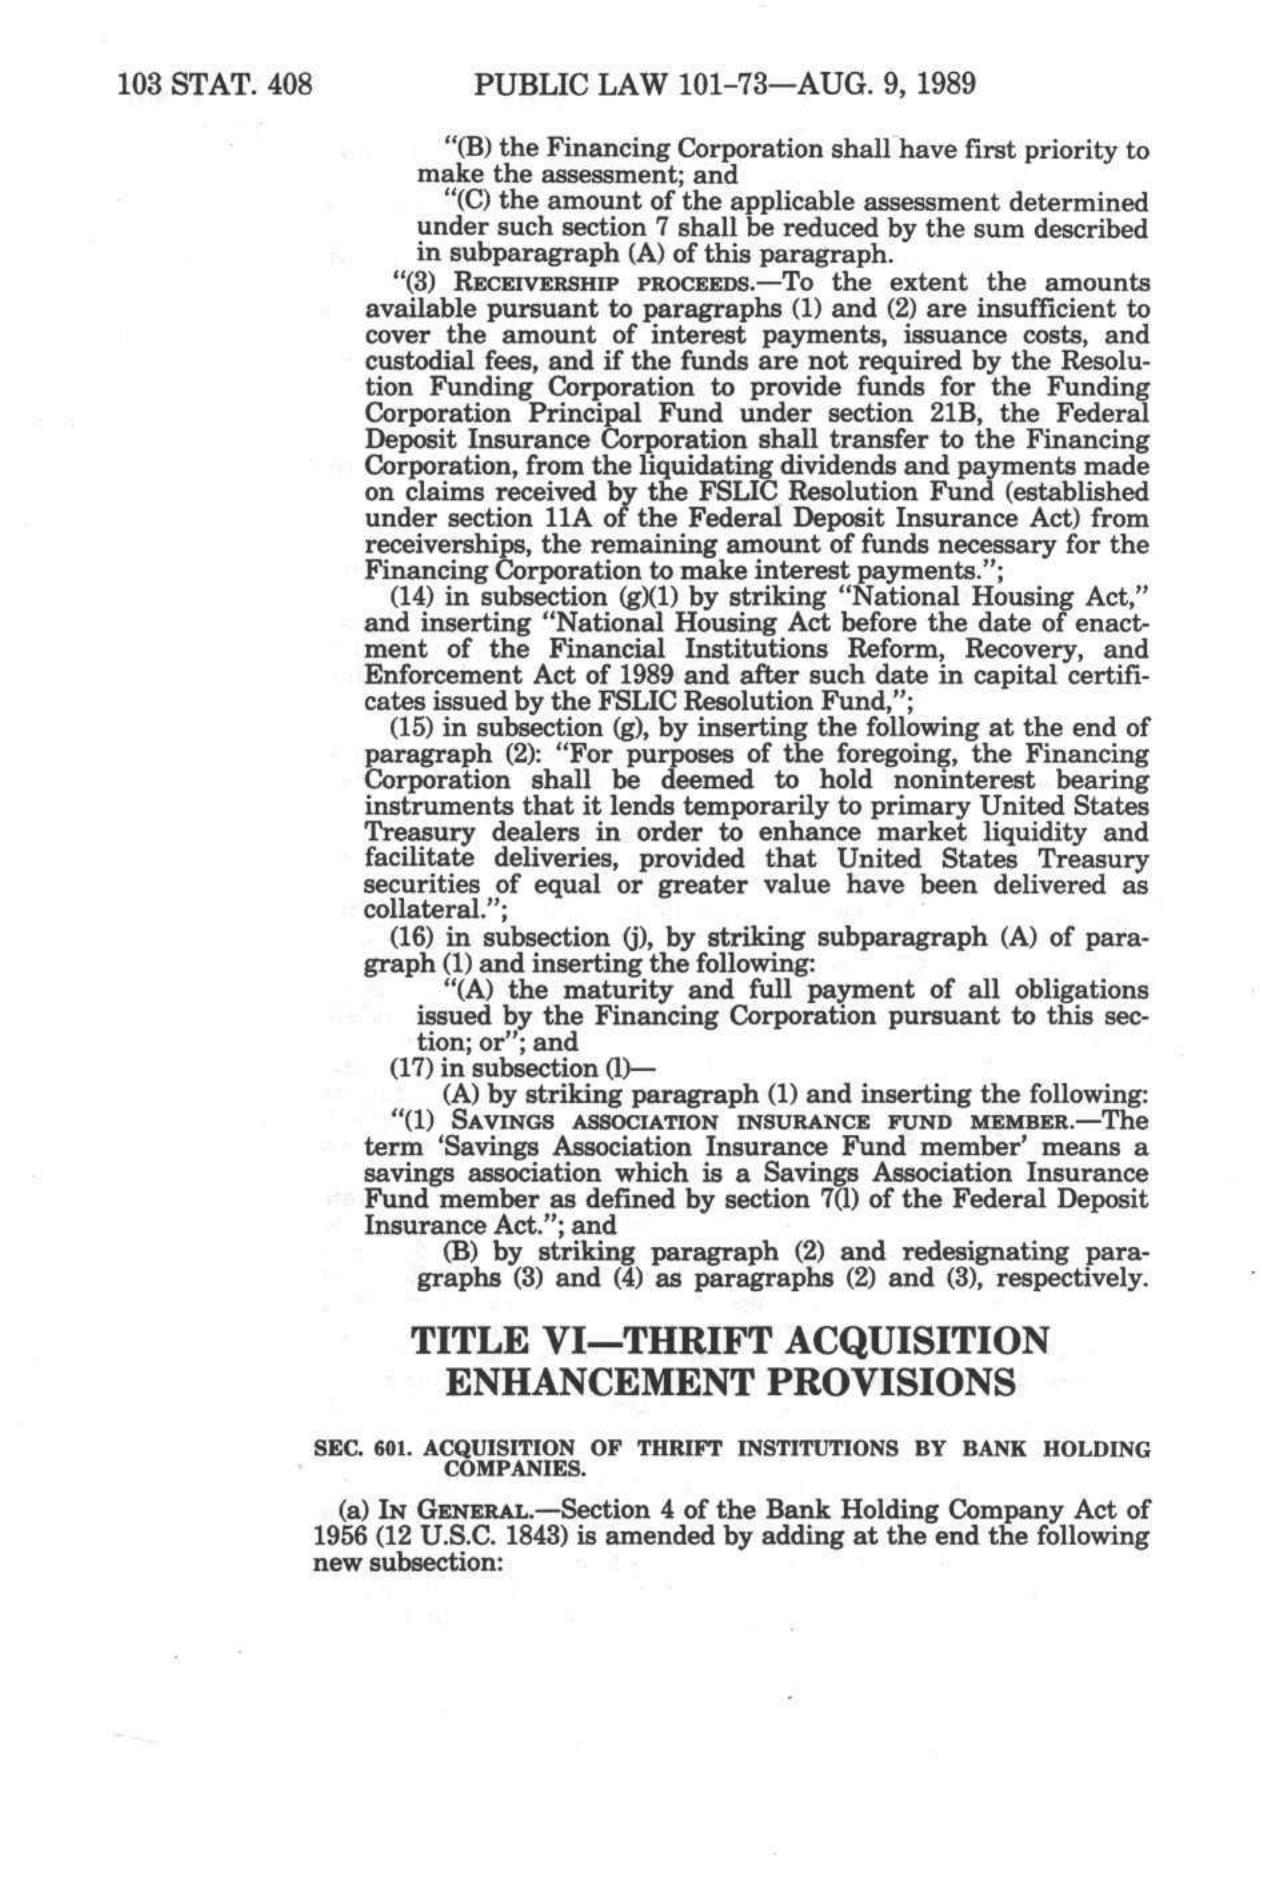 103 STAT. 408 PUBLIC LAW 101-73—AUG. 9, 1989
"(B) the Financing Corporation shall have first priority to
make the assessment; and
"(C) the amount of the applicable assessment determined
under such section 7 shall be reduced by the sum described
in subparagraph (A) of this paragraph.
"(3) RECEIVERSHIP PROCEEDS.—To the extent the amounts
available pursuant to paragraphs (1) and (2) are insufficient to
cover the amount of interest payments, issuance costs, and
custodial fees, and if the funds are not required by the Resolu-
tion Funding Corporation to provide funds for the Funding
Corporation Principal Fund under section 21B, the Federal
Deposit Insurance Corporation shall transfer to the Financing
Corporation, from the liquidating dividends and payments made
on claims received by the FSLIC Resolution Fund (established
under section 11A of the Federal Deposit Insurance Act) from
receiverships, the remaining amount of funds necessary for the
Financing Corporation to make interest payments.";
(14) in subsection (g)(1) by striking "National Housing Act,"
and inserting "National Housing Act before the date of enact-
ment of the Financial Institutions Reform, Recovery, and
Enforcement Act of 1989 and after such date in capital certifi-
cates issued by the FSLIC Resolution Fund,";
(15) in subsection (g), by inserting the following at the end of
paragraph (2): "For purposes of the foregoing, the Financing
Corporation shall be deemed to hold noninterest bearing
instruments that it lends temporarily to primary United States
Treasury dealers in order to enhance market liquidity and
facilitate deliveries, provided that United States Treasury
securities of equal or greater value have been delivered as
collateral.";
(16) in subsection (j), by striking subparagraph (A) of para-
graph (1) and inserting the following:
"(A) the maturity and full payment of all obligations
issued by the Financing Corporation pursuant to this sec-
tion; or"; and
(17) in subsection (l)—
(A) by striking paragraph (1) and inserting the following:
"(1) SAVINGS ASSOCIATION INSURANCE FUND MEMBER.—The
term 'Savings Association Insurance Fund member' means a
savings association which is a Savings Association Insurance
Fund member as defined by section 7(l) of the Federal Deposit
Insurance Act."; and
(B) by striking paragraph (2) and redesignating para-
graphs (3) and (4) as paragraphs (2) and (3), respectively.
TITLE VI—THRIFT ACQUISITION
ENHANCEMENT PROVISIONS
SEC. 601. ACQUISITION OF THRIFT INSTITUTIONS BY BANK HOLDING
COMPANIES.
(a) IN GENERAL.—Section 4 of the Bank Holding Company Act of
1956 (12 U.S.C. 1843) is amended by adding at the end the following
new subsection: